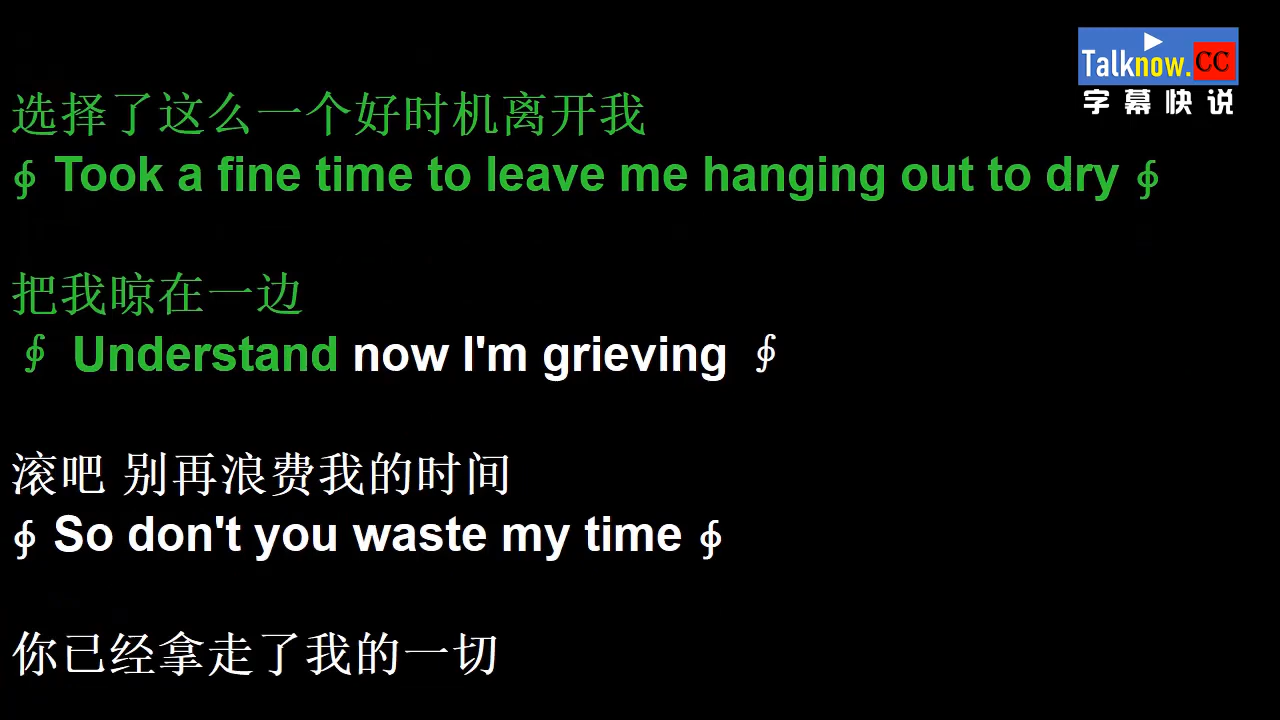 Talknow.CC
字幕快说
选择了这么一个好时机离开我
∮ Took a fine time to leave me hanging out to dry ∮
把我晾在一边
∮ Understand now I'm grieving ∮
滚吧 别再浪费我的时间
∮ So don't you waste my time ∮
你已经拿走了我的一切